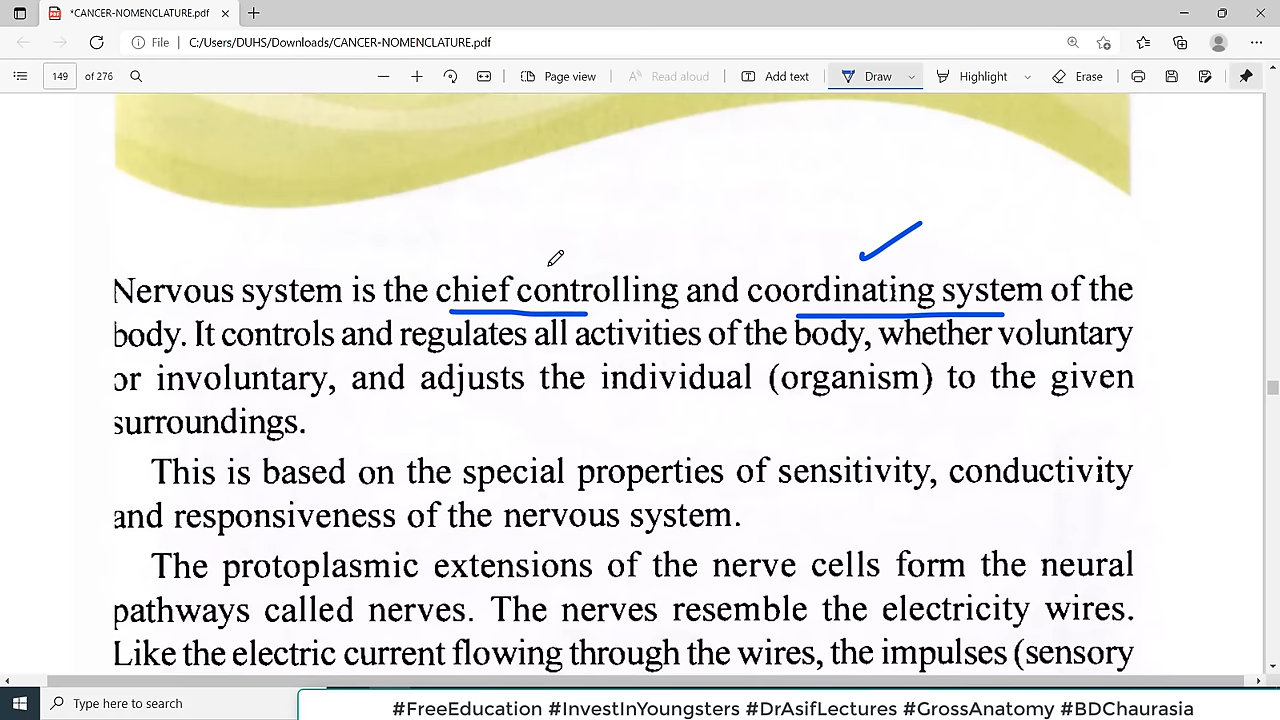 *CANCER-NOMENCLATURE.pdf
File C:/Users/DUHS/Downloads/CANCER-NOMENCLATURE.pdf
149 of 276 Page view Read aloud Add text Draw Highlight Erase
Nervous system is the chief controlling and coordinating system of the
body. It controls and regulates all activities of the body, whether voluntary
or involuntary, and adjusts the individual (organism) to the given
surroundings.
This is based on the special properties of sensitivity, conductivity
and responsiveness of the nervous system.
The protoplasmic extensions of the nerve cells form the neural
pathways called nerves. The nerves resemble the electricity wires.
Like the electric current flowing through the wires, the impulses (sensory
Type here to search
#FreeEducation #InvestInYoungsters #DrAsifLectures #GrossAnatomy #BDChaurasia